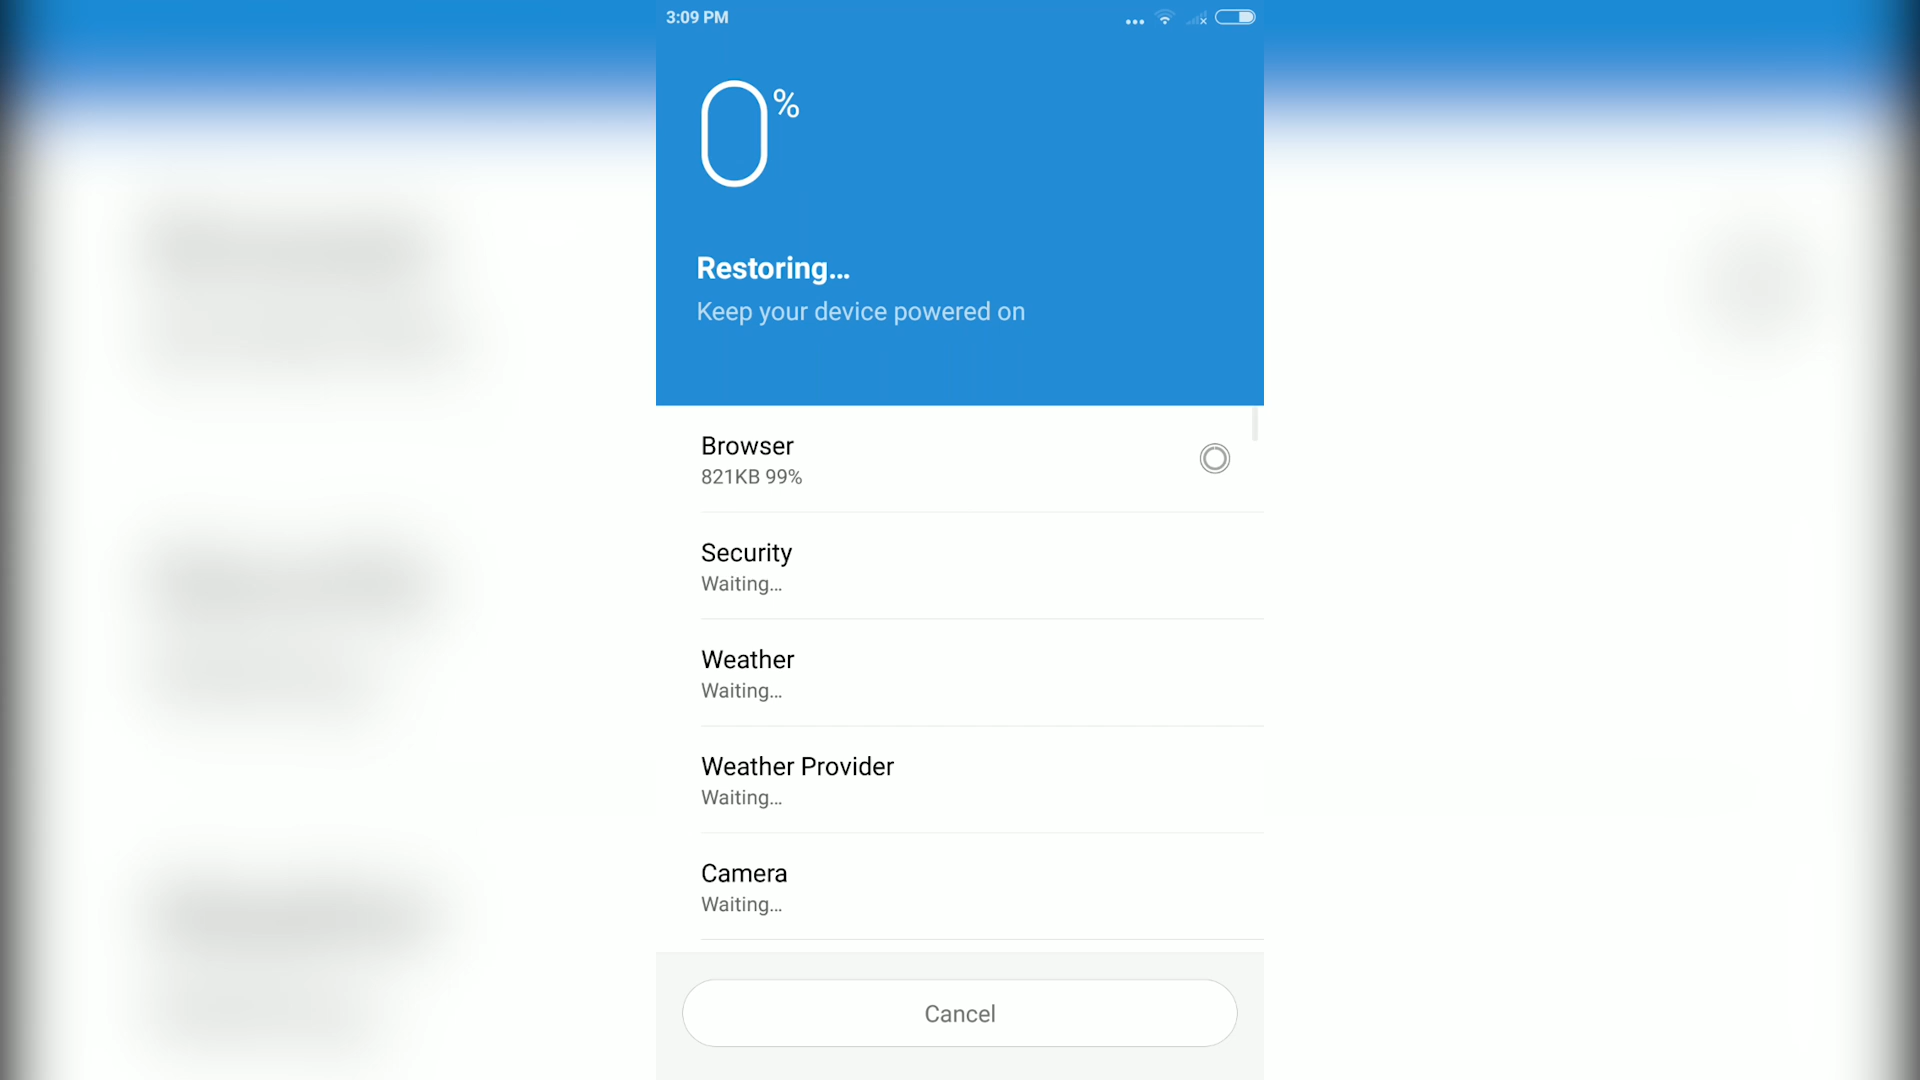 3:09 PM
0%
Restoring...
Keep your device powered on
Browser
821KB 99%
Security
Waiting...
Weather
Waiting...
Weather Provider
Waiting...
Camera
Waiting...
Cancel